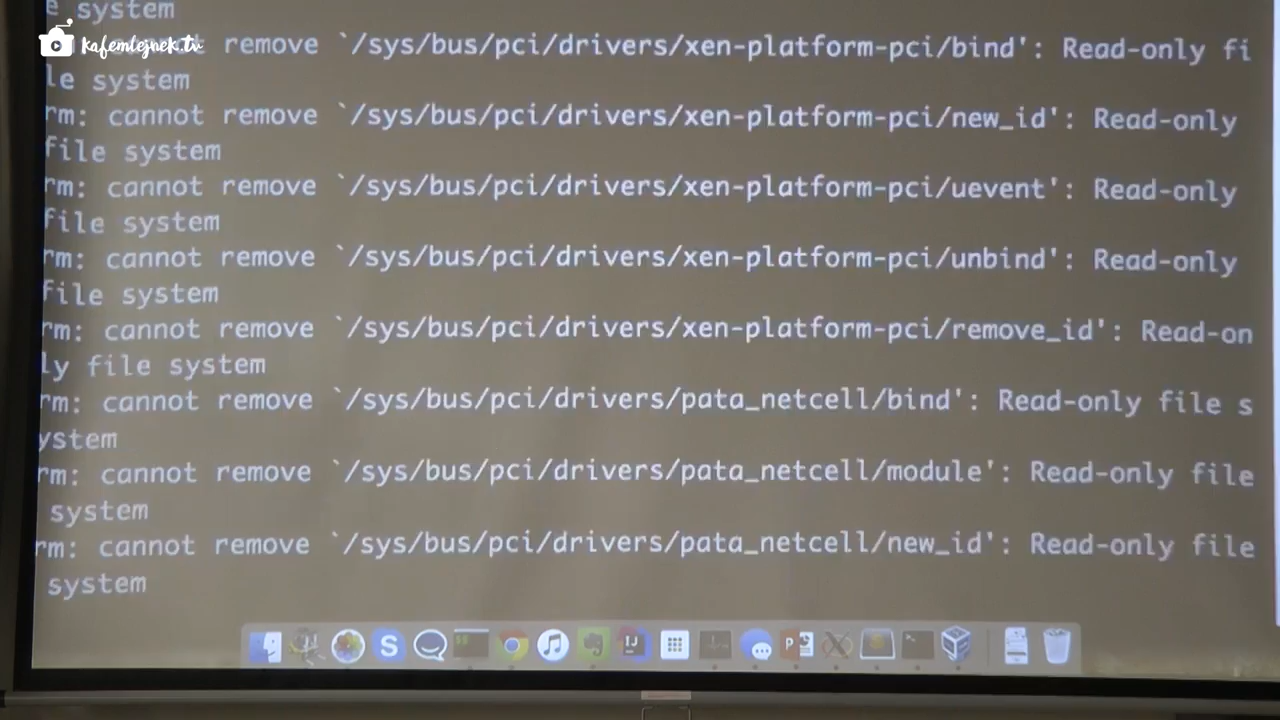 e system
kafemlejnek.tv
cannot remove `/sys/bus/pci/drivers/xen-platform-pci/bind': Read-only fi
le system
rm: cannot remove `/sys/bus/pci/drivers/xen-platform-pci/new_id': Read-only
file system
rm: cannot remove `/sys/bus/pci/drivers/xen-platform-pci/uevent': Read-only
file system
rm: cannot remove `/sys/bus/pci/drivers/xen-platform-pci/unbind': Read-only
file system
rm: cannot remove `/sys/bus/pci/drivers/xen-platform-pci/remove_id': Read-on
ly file system
rm: cannot remove `/sys/bus/pci/drivers/pata_netcell/bind': Read-only file s
ystem
rm: cannot remove `/sys/bus/pci/drivers/pata_netcell/module': Read-only file
system
rm: cannot remove `/sys/bus/pci/drivers/pata_netcell/new_id': Read-only file
system
S IJ P